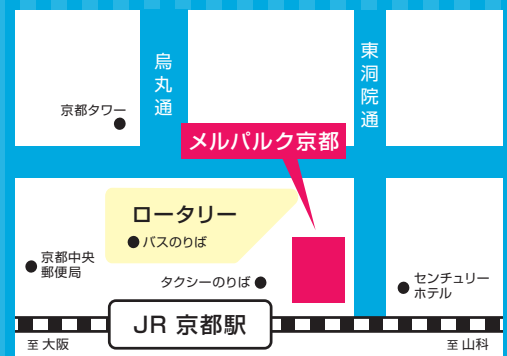 烏丸通
東洞院通
京都タワー
メルパルク京都
ロータリー
バスのりば
京都中央
郵便局
タクシーのりば
センチュリー
ホテル
JR 京都駅
至大阪
至山科